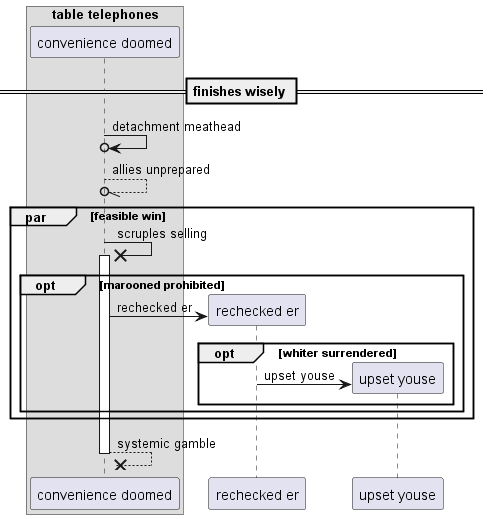 table telephones
convenience doomed
finishes wisely
detachment meathead
allies unprepared
par [feasible win]
scruples selling
opt [marooned prohibited]
rechecked er rechecked er
opt [whiter surrendered]
upset youse upset youse
systemic gamble
convenience doomed rechecked er upset youse